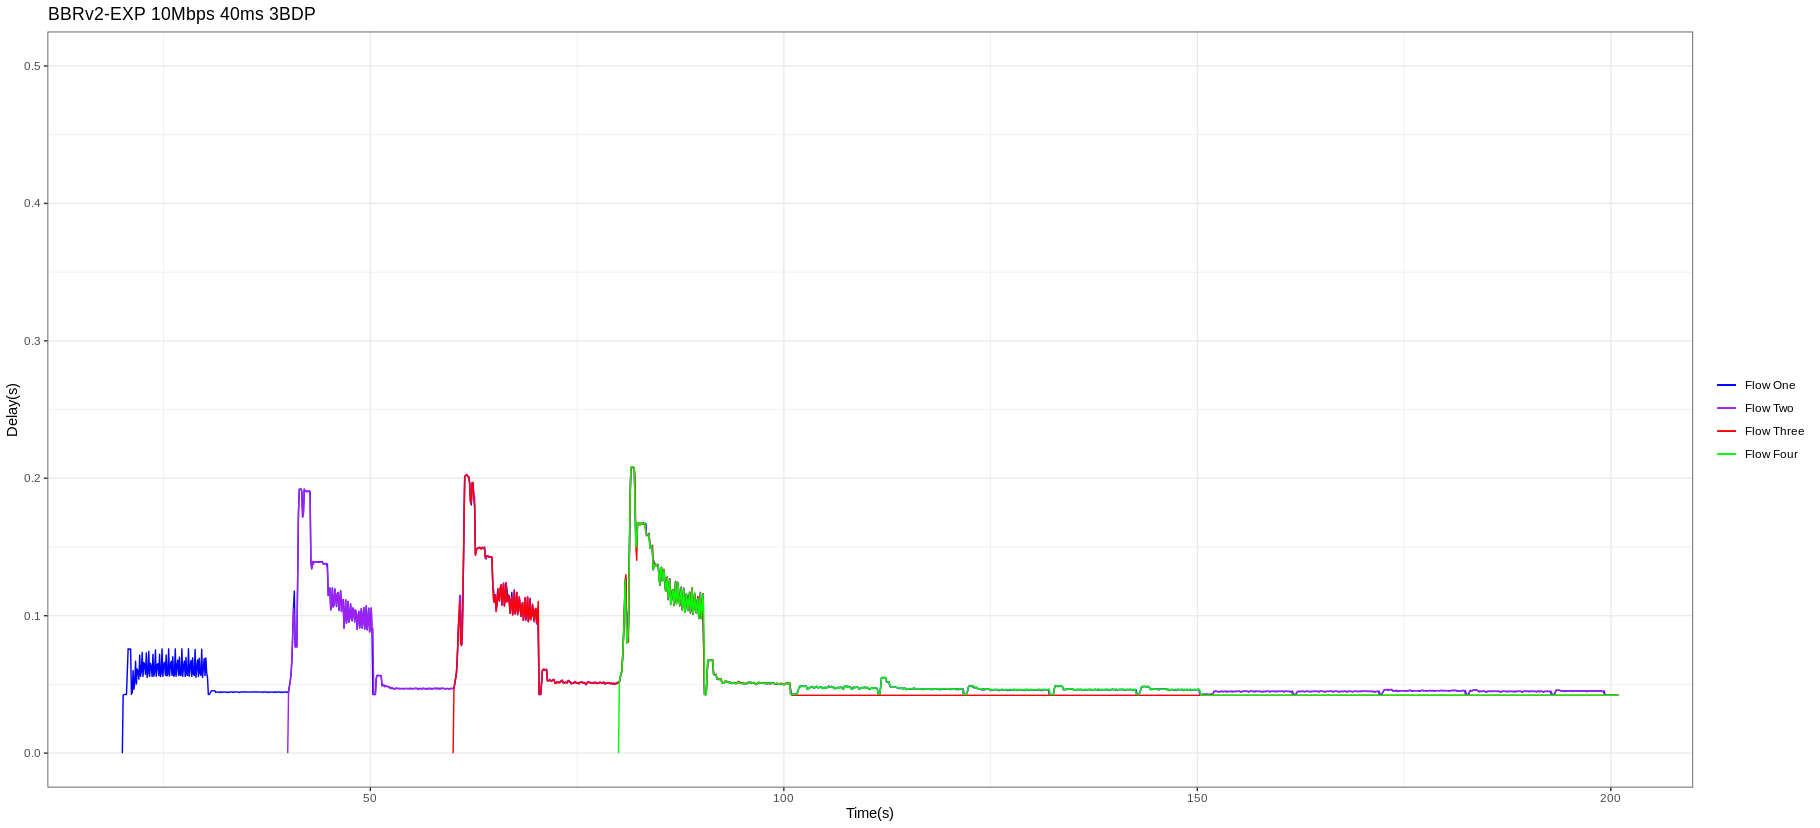 BBRv2-EXP 10Mbps 40ms 3BDP
0.5
0.4
0.3
0.2
0.1
0.0
Delay(s)
50
100
150
200
Time(s)
Flow One
Flow Two
Flow Three
Flow Four